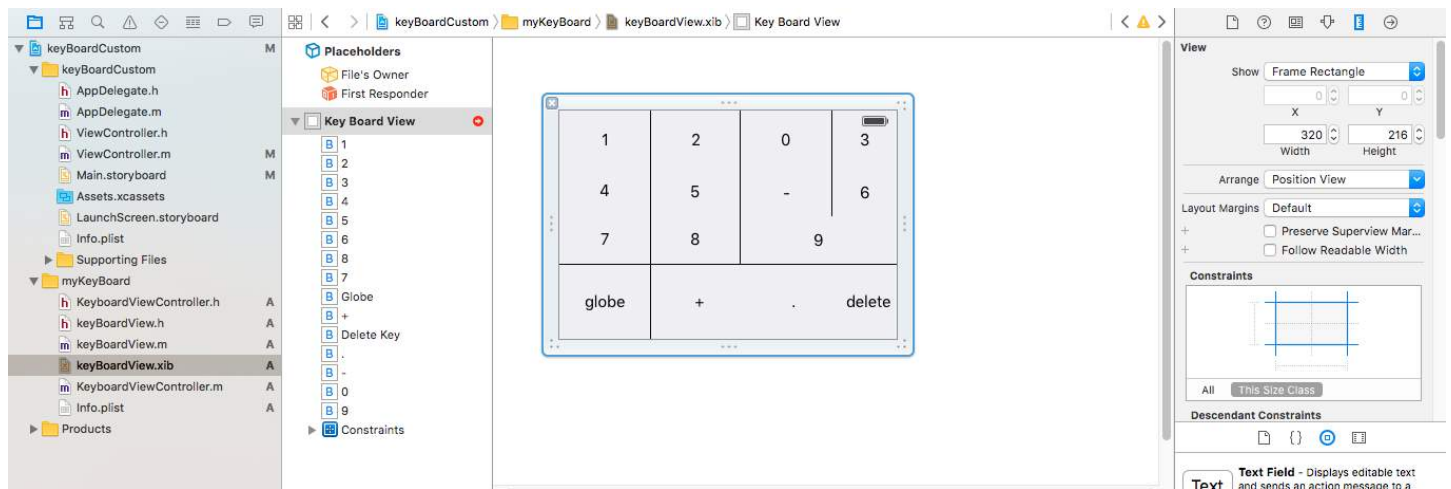 keyBoardCustom 〉 myKeyBoard 〉 keyBoardView.xib 〉 Key Board View
keyBoardCustom M
keyBoardCustom
h AppDelegate.h
m AppDelegate.m
h ViewController.h
m ViewController.m M
Main.storyboard M
Assets.xcassets
LaunchScreen.storyboard
Info.plist
Supporting Files
myKeyBoard
h KeyboardViewController.h A
h keyBoardView.h A
m keyBoardView.m A
keyBoardView.xib A
m KeyboardViewController.m A
Info.plist A
Products
Placeholders
File's Owner
First Responder
Key Board View
B 1
B 2
B 3
B 4
B 5
B 6
B 8
B 7
B Globe
B +
B Delete Key
B .
B -
B 0
B 9
Constraints
1 2 0 3
4 5 - 6
7 8 9
globe + . delete
View
Show Frame Rectangle
0 0
X Y
320 216
Width Height
Arrange Position View
Layout Margins Default
+ Preserve Superview Mar...
+ Follow Readable Width
Constraints
All This Size Class
Descendant Constraints
{}
Text Text Field - Displays editable text
and sends an action message to a